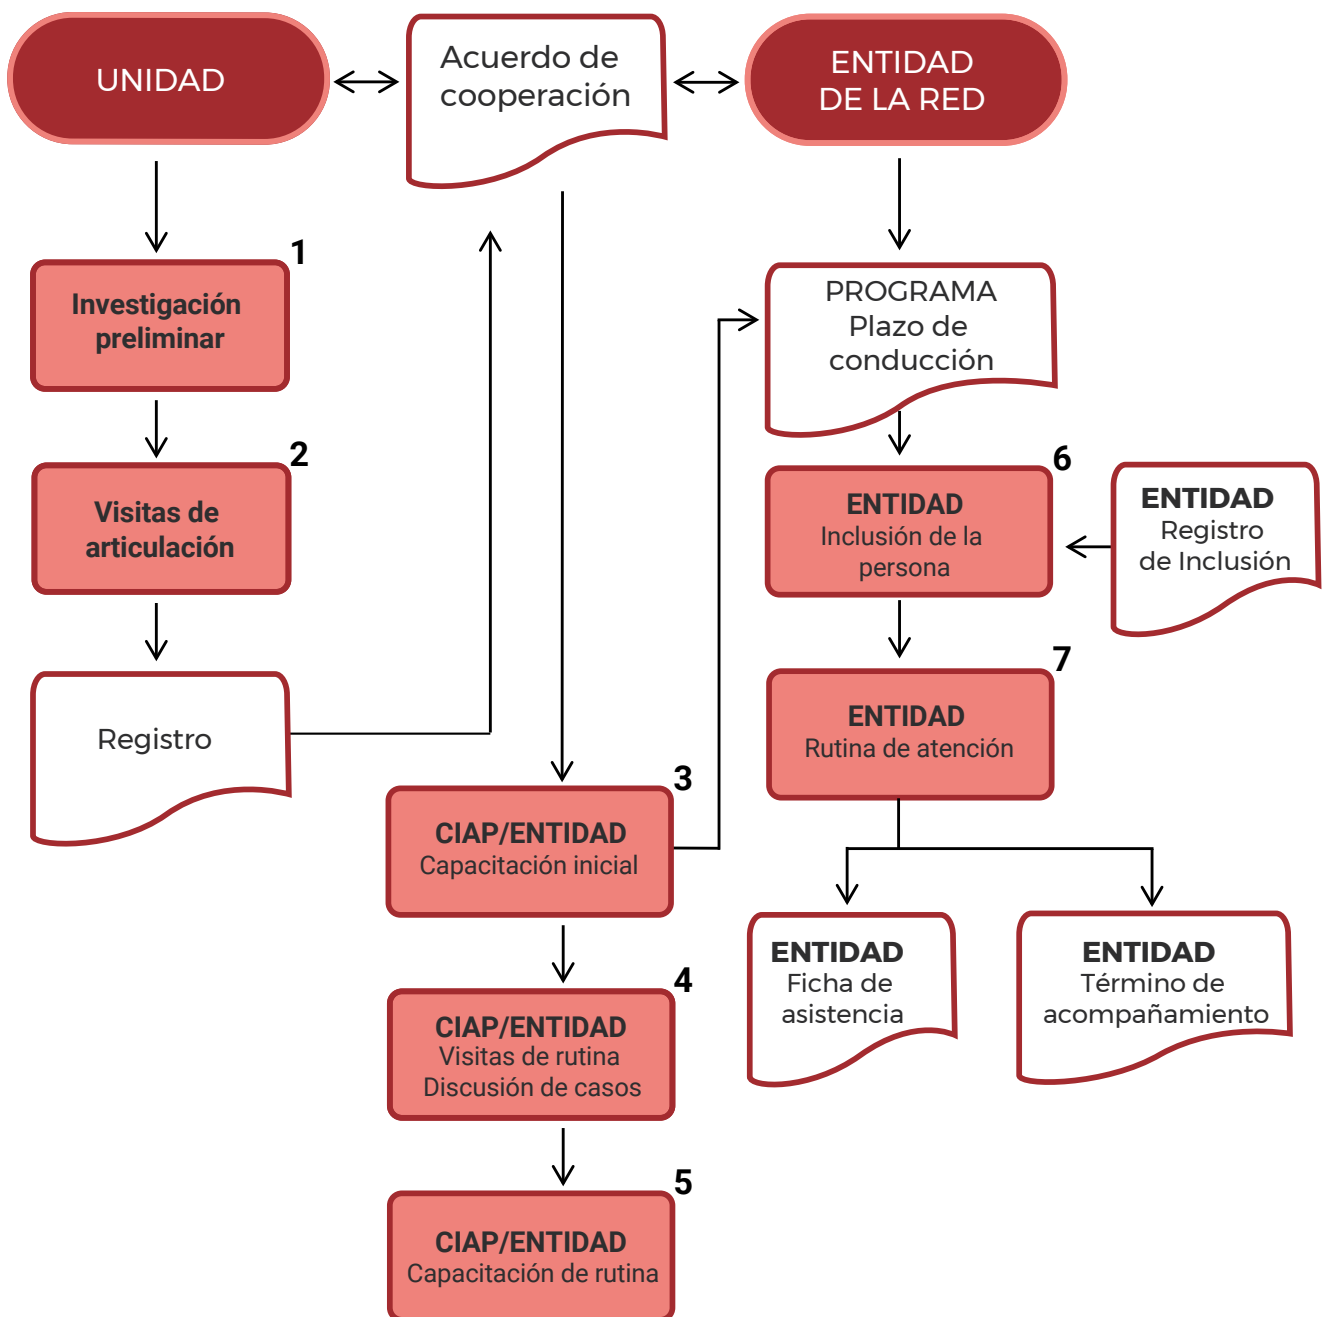 UNIDAD
Acuerdo de
cooperación
ENTIDAD
DE LA RED
1
Investigación
preliminar
2
Visitas de
articulación
Registro
3
CIAP/ENTIDAD
Capacitación inicial
4
CIAP/ENTIDAD
Visitas de rutina
Discusión de casos
5
CIAP/ENTIDAD
Capacitación de rutina
PROGRAMA
Plazo de
conducción
6
ENTIDAD
Inclusión de la
persona
ENTIDAD
Registro
de Inclusión
7
ENTIDAD
Rutina de atención
ENTIDAD
Ficha de
asistencia
ENTIDAD
Término de
acompañamiento